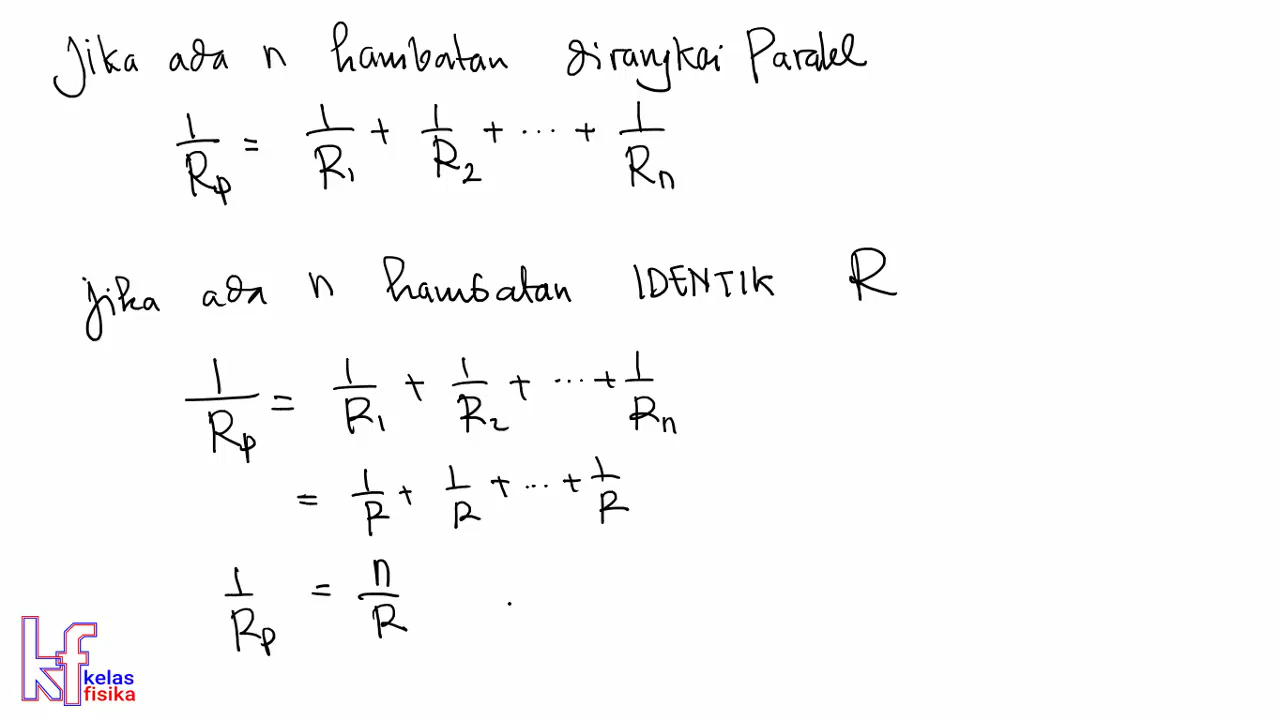 Jika ada n hambatan dirangkai Paralel
1/Rp = 1/R1 + 1/R2 + ... + 1/Rn
jika ada n hambatan IDENTIK R
1/Rp = 1/R1 + 1/R2 + ... + 1/Rn
= 1/R + 1/R + ... + 1/R
1/Rp = n/R
kf
kelas
fisika